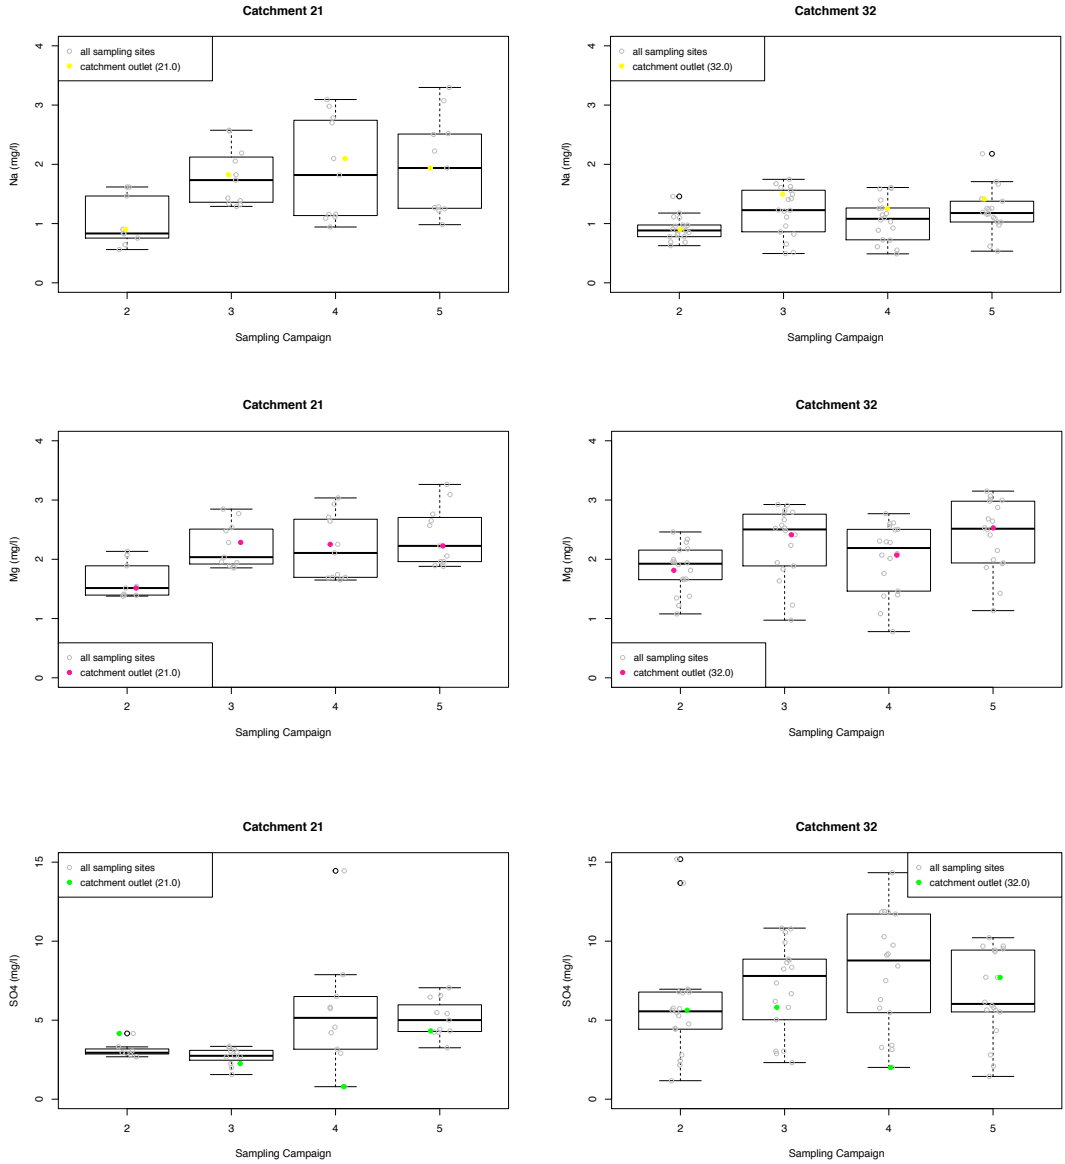 Catchment 21
all sampling sites
catchment outlet (21.0)
Na (mg/l)
4
3
2
1
0
2 3 4 5
Sampling Campaign
Catchment 32
all sampling sites
catchment outlet (32.0)
Na (mg/l)
4
3
2
1
0
2 3 4 5
Sampling Campaign
Catchment 21
Mg (mg/l)
4
3
2
1
0
all sampling sites
catchment outlet (21.0)
2 3 4 5
Sampling Campaign
Catchment 32
Mg (mg/l)
4
3
2
1
0
all sampling sites
catchment outlet (32.0)
2 3 4 5
Sampling Campaign
Catchment 21
all sampling sites
catchment outlet (21.0)
SO4 (mg/l)
15
10
5
0
2 3 4 5
Sampling Campaign
Catchment 32
all sampling sites
catchment outlet (32.0)
SO4 (mg/l)
15
10
5
0
2 3 4 5
Sampling Campaign